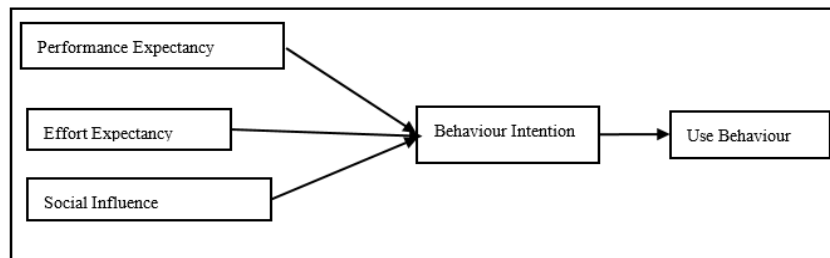 Performance Expectancy
Effort Expectancy
Behaviour Intention
Use Behaviour
Social Influence